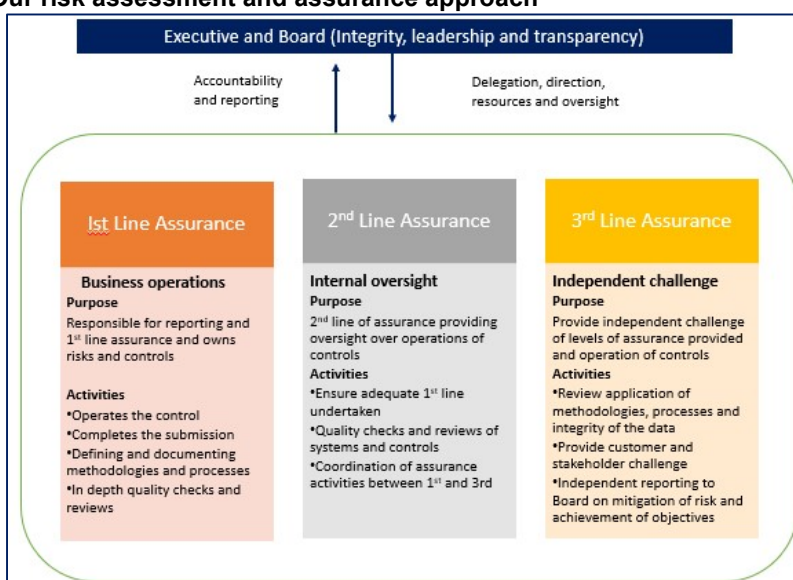 Our risk assessment and assurance approach
Executive and Board (Integrity, leadership and transparency)
Accountability
and reporting
Delegation, direction,
resources and oversight
Ist Line Assurance
Business operations
Purpose
Responsible for reporting and
1st line assurance and owns
risks and controls
Activities
•Operates the control
•Completes the submission
•Defining and documenting
methodologies and processes
•In depth quality checks and
reviews
2nd Line Assurance
Internal oversight
Purpose
2nd line of assurance providing
oversight over operations of
controls
Activities
•Ensure adequate 1st line
undertaken
•Quality checks and reviews of
systems and controls
•Coordination of assurance
activities between 1st and 3rd
3rd Line Assurance
Independent challenge
Purpose
Provide independent challenge
of levels of assurance provided
and operation of controls
Activities
•Review application of
methodologies, processes and
integrity of the data
•Provide customer and
stakeholder challenge
•Independent reporting to
Board on mitigation of risk and
achievement of objectives